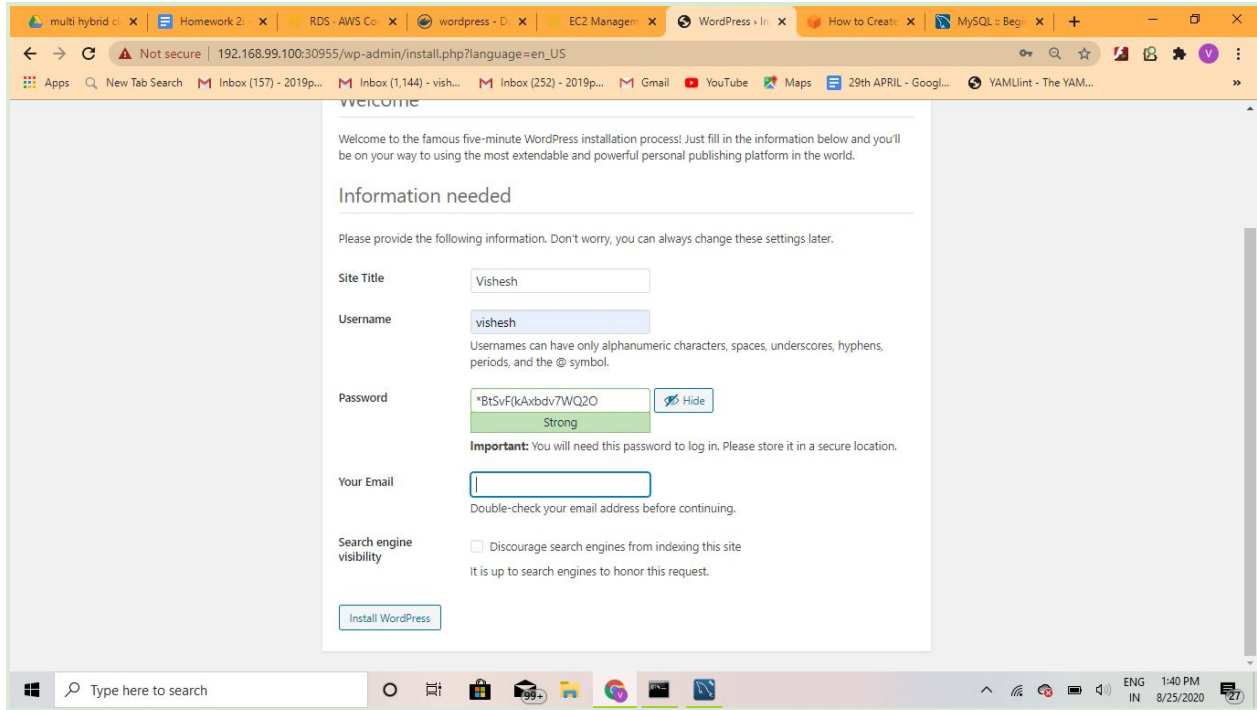 multi hybrid cl
Homework 2:
RDS · AWS Co
wordpress - D
EC2 Managem
WordPress › In
How to Create
MySQL :: Begi
Not secure | 192.168.99.100:30955/wp-admin/install.php?language=en_US
V
Apps
New Tab Search
Inbox (157) - 2019p...
Inbox (1,144) - vish...
Inbox (252) - 2019p...
Gmail
YouTube
Maps
29th APRIL - Googl...
YAMLlint - The YAM...
»
Welcome
Welcome to the famous five-minute WordPress installation process! Just fill in the information below and you'll
be on your way to using the most extendable and powerful personal publishing platform in the world.
Information needed
Please provide the following information. Don't worry, you can always change these settings later.
Site Title
Vishesh
Username
vishesh
Usernames can have only alphanumeric characters, spaces, underscores, hyphens,
periods, and the @ symbol.
Password
*BtSvF(kAxbdv7WQ2O
Hide
Strong
Important: You will need this password to log in. Please store it in a secure location.
Your Email
Double-check your email address before continuing.
Search engine
visibility
Discourage search engines from indexing this site
It is up to search engines to honor this request.
Install WordPress
Type here to search
99+
ENG
IN
1:40 PM
8/25/2020
27